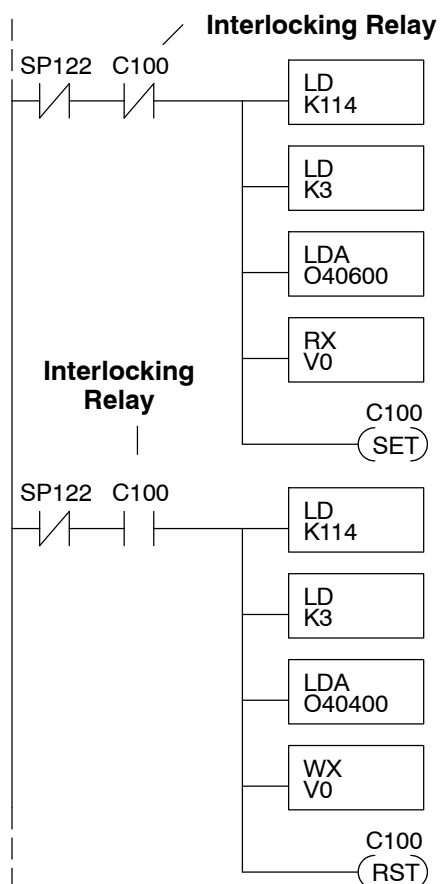 Interlocking Relay
SP122 C100
LD
K114
LD
K3
LDA
O40600
RX
V0
Interlocking
Relay
C100
SET
SP122 C100
LD
K114
LD
K3
LDA
O40400
WX
V0
C100
RST